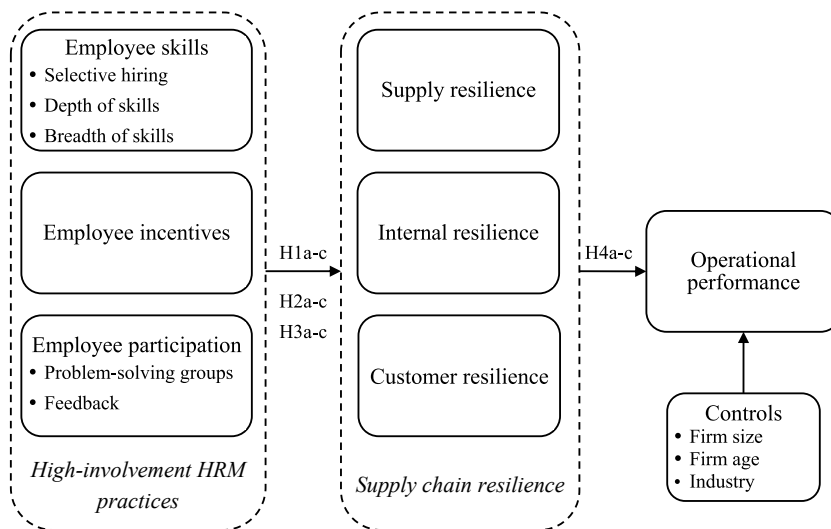 Employee skills
• Selective hiring
• Depth of skills
• Breadth of skills
Employee incentives
Employee participation
• Problem-solving groups
• Feedback
High-involvement HRM
practices
H1a-c
H2a-c
H3a-c
Supply resilience
Internal resilience
Customer resilience
Supply chain resilience
H4a-c
Operational
performance
Controls
• Firm size
• Firm age
• Industry